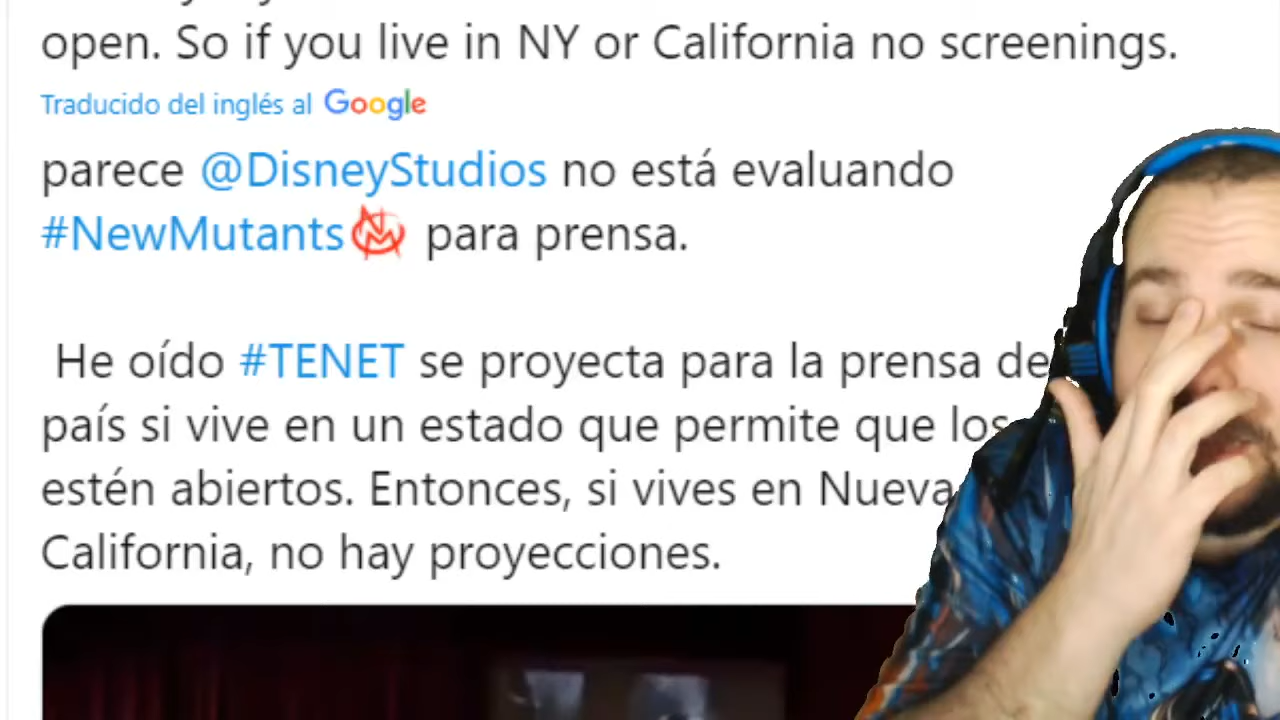 open. So if you live in NY or California no screenings.
Traducido del inglés al Google
parece @DisneyStudios no está evaluando
#NewMutants para prensa.
He oído #TENET se proyecta para la prensa de
país si vive en un estado que permite que los
estén abiertos. Entonces, si vives en Nueva
California, no hay proyecciones.